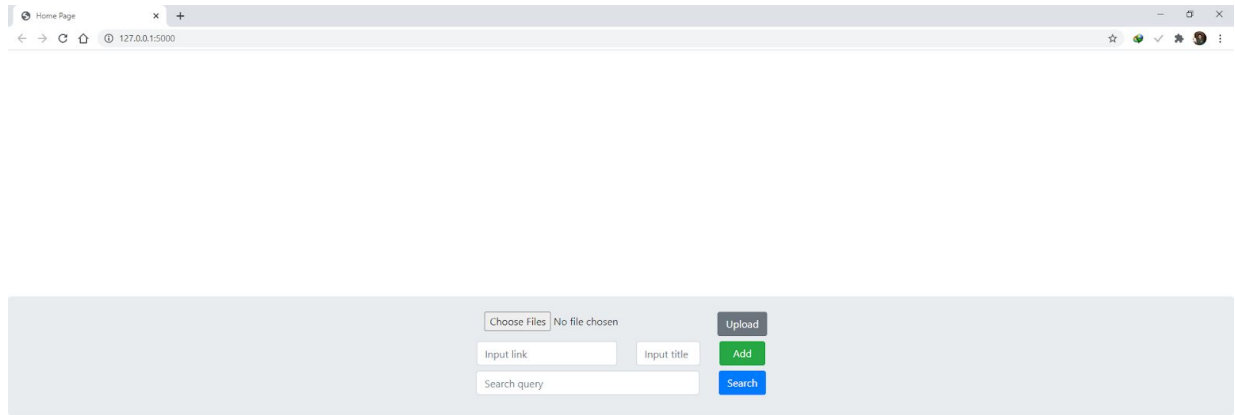 Home Page
127.0.0.1:5000
Choose Files No file chosen Upload
Input link Input title Add
Search query Search